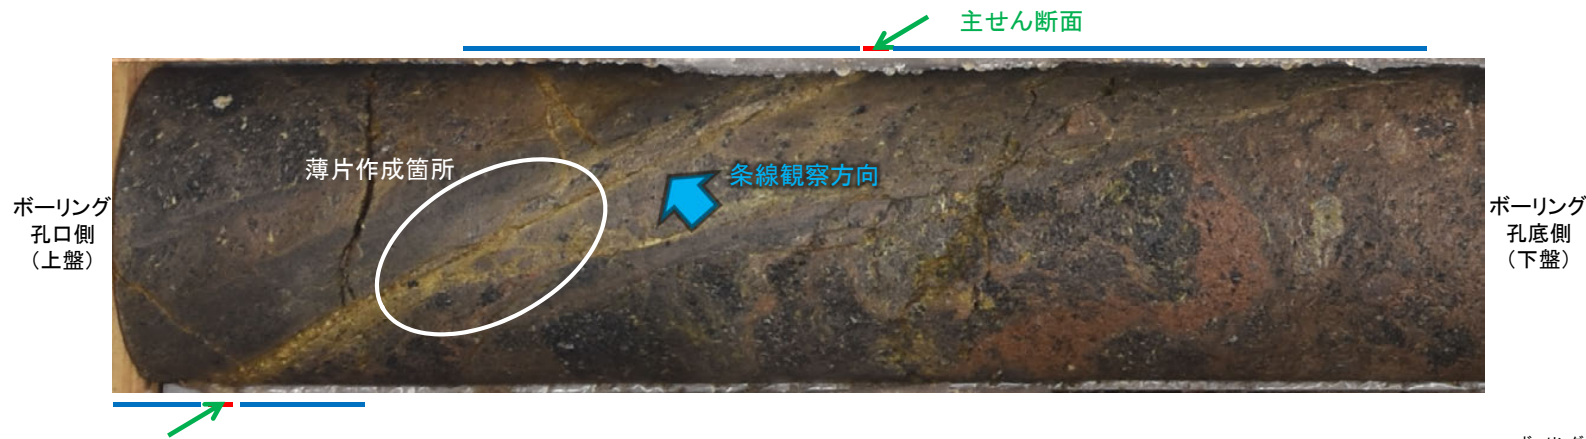 主せん断面
薄片作成箇所
条線観察方向
ボーリング
孔口側
（上盤）
ボーリング
孔底側
（下盤）